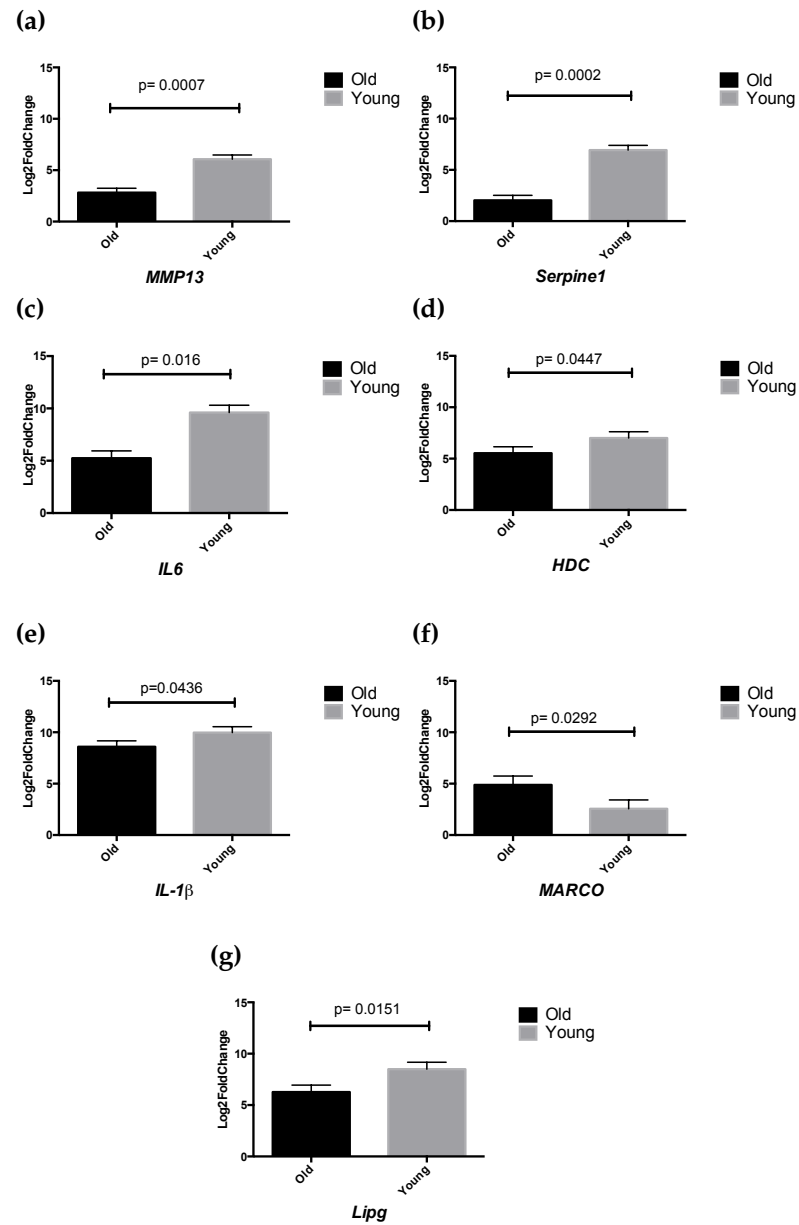 (a)
(b)
15
10
5
0
Log2FoldChange
p= 0.0007
Old
Young
Old
Young
MMP13
15
10
5
0
Log2FoldChange
p= 0.0002
Old
Young
Old
Young
Serpine1
(c)
(d)
15
10
5
0
Log2FoldChange
p= 0.016
Old
Young
Old
Young
IL6
15
10
5
0
Log2FoldChange
p= 0.0447
Old
Young
Old
Young
HDC
(e)
(f)
15
10
5
0
Log2FoldChange
p=0.0436
Old
Young
Old
Young
IL-1β
15
10
5
0
Log2FoldChange
p= 0.0292
Old
Young
Old
Young
MARCO
(g)
15
10
5
0
Log2FoldChange
p= 0.0151
Old
Young
Old
Young
Lipg